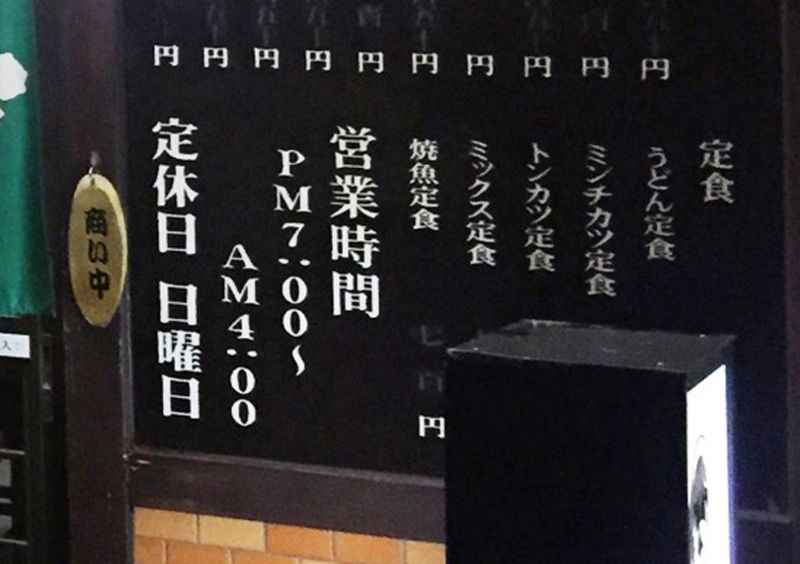 円
円
円
円
円
円
円
円
円
円
定食
うどん定食
ミンチカツ定食
トンカツ定食
ミックス定食
焼魚定食
円
営業時間
PM7:00〜
AM4:00
定休日 日曜日
商い中
入